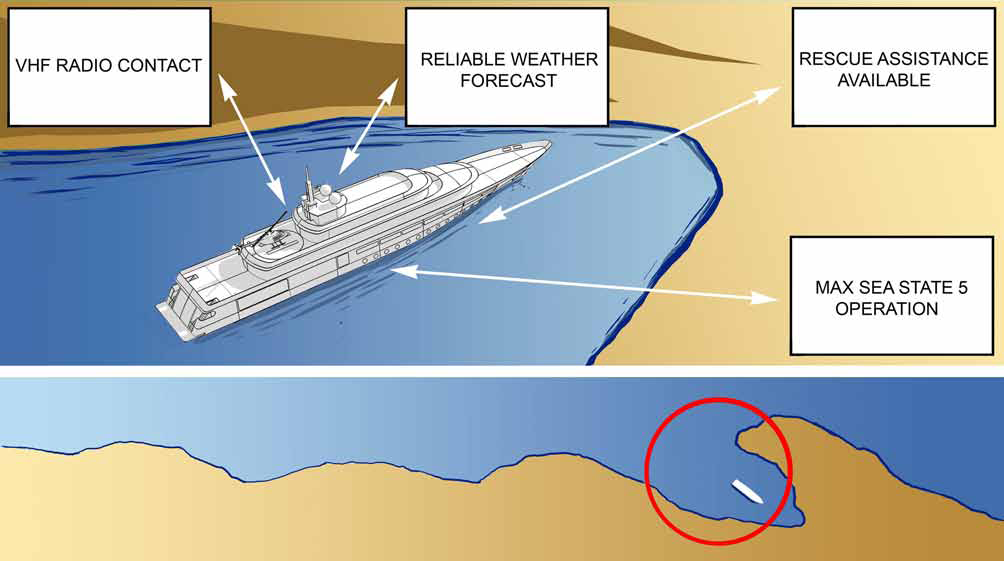 VHF RADIO CONTACT
RELIABLE WEATHER
FORECAST
RESCUE ASSISTANCE
AVAILABLE
MAX SEA STATE 5
OPERATION